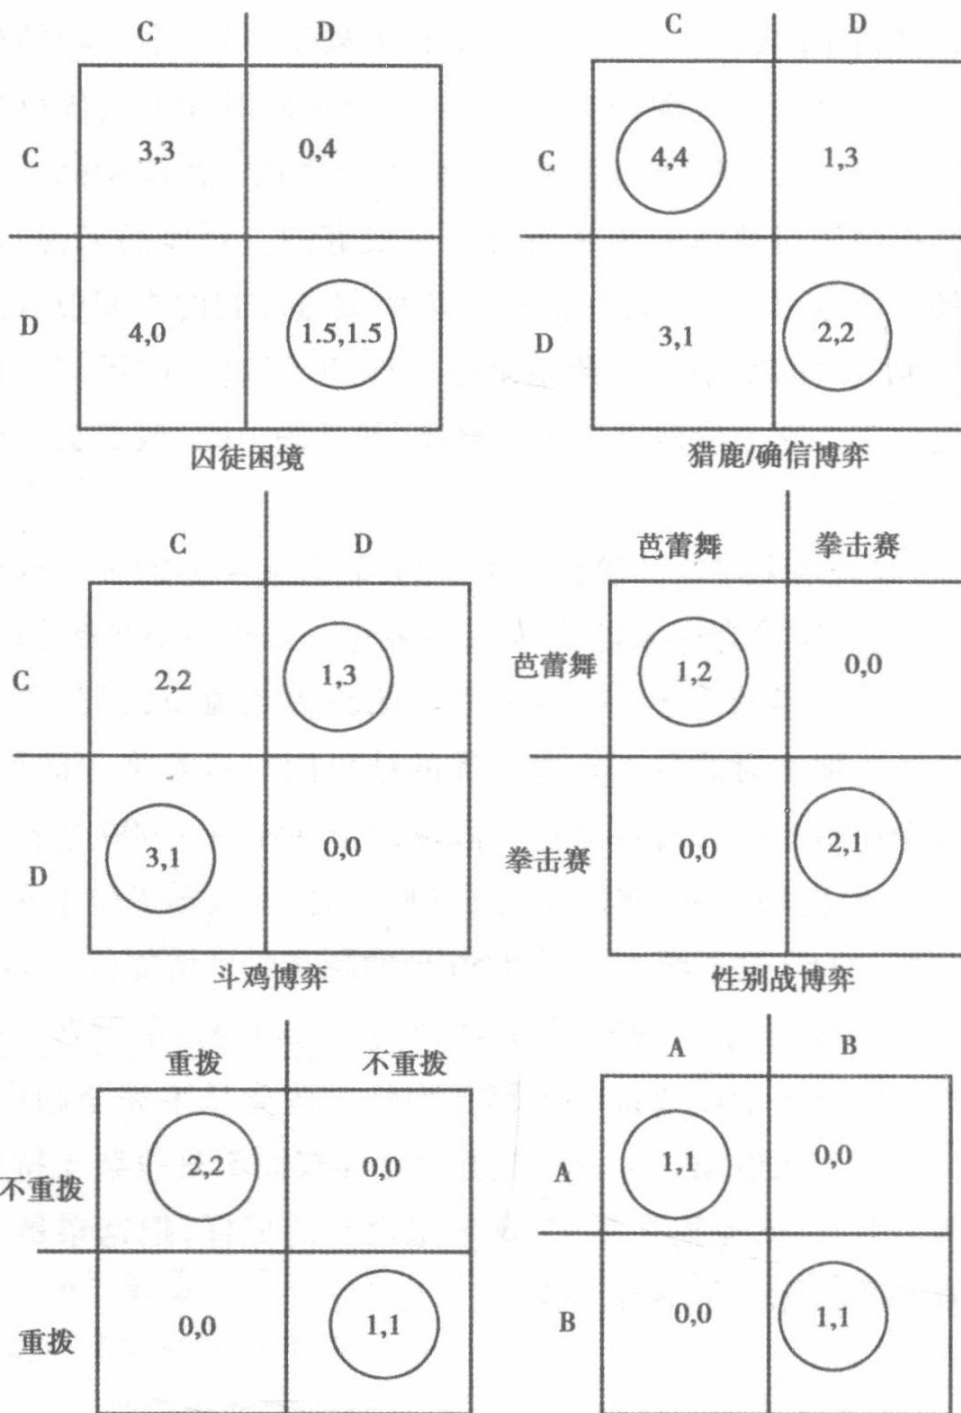 C D C D
C 3,3 0,4 C 4,4 1,3
D 4,0 1.5,1.5 D 3,1 2,2
囚徒困境 猎鹿/确信博弈
C D 芭蕾舞 拳击赛
C 2,2 1,3 芭蕾舞 1,2 0,0
D 3,1 0,0 拳击赛 0,0 2,1
斗鸡博弈 性别战博弈
重拨 不重拨 A B
不重拨 2,2 0,0 A 1,1 0,0
重拨 0,0 1,1 B 0,0 1,1